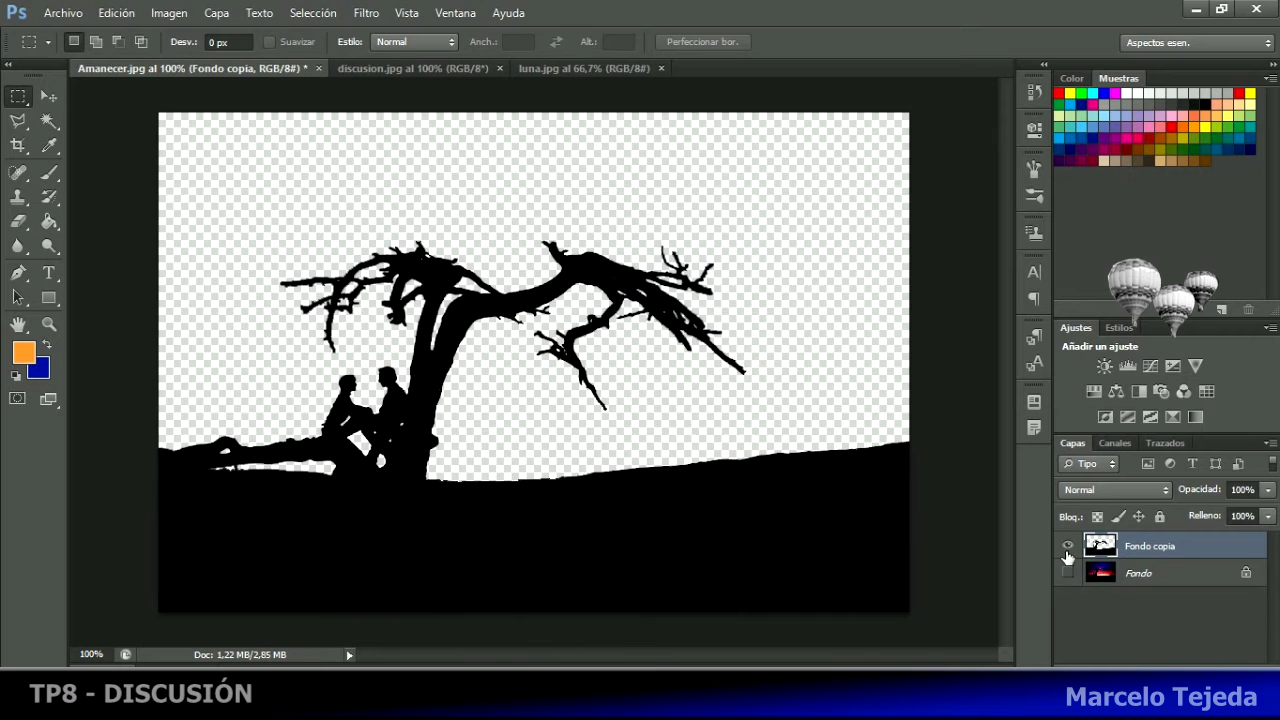 Ps Archivo Edición Imagen Capa Texto Selección Filtro Vista Ventana Ayuda
Desv.: 0 px Suavizar Estilo: Normal Anch.: Alt.: Perfeccionar bor. Aspectos esen.
Amanecer.jpg al 100% (Fondo copia, RGB/8#) * × discusion.jpg al 100% (RGB/8*) × luna.jpg al 66,7% (RGB/8#) ×
Color Muestras
Ajustes Estilos
Añadir un ajuste
Capas Canales Trazados
Tipo
Normal Opacidad: 100%
Bloq.: Relleno: 100%
Fondo copia
Fondo
100% Doc: 1,22 MB/2,85 MB
TP8 - DISCUSIÓN
Marcelo Tejeda